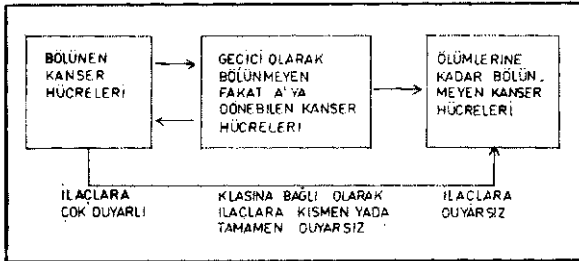 BÖLÜNEN
KANSER
HÜCRELERİ
GEÇİCİ OLARAK
BÖLÜNMEYEN
FAKAT A'YA
DÖNEBİLEN KANSER
HÜCRELERİ
ÖLÜMLERİNE
KADAR BÖLÜN.
MEYEN KANSER
HÜCRELERİ
İLAÇLARA
ÇOK DUYARLI
KLASINA BAĞLI OLARAK
İLAÇLARA KISMEN YADA
TAMAMEN DUYARSIZ
İLAÇLARA
DUYARSIZ